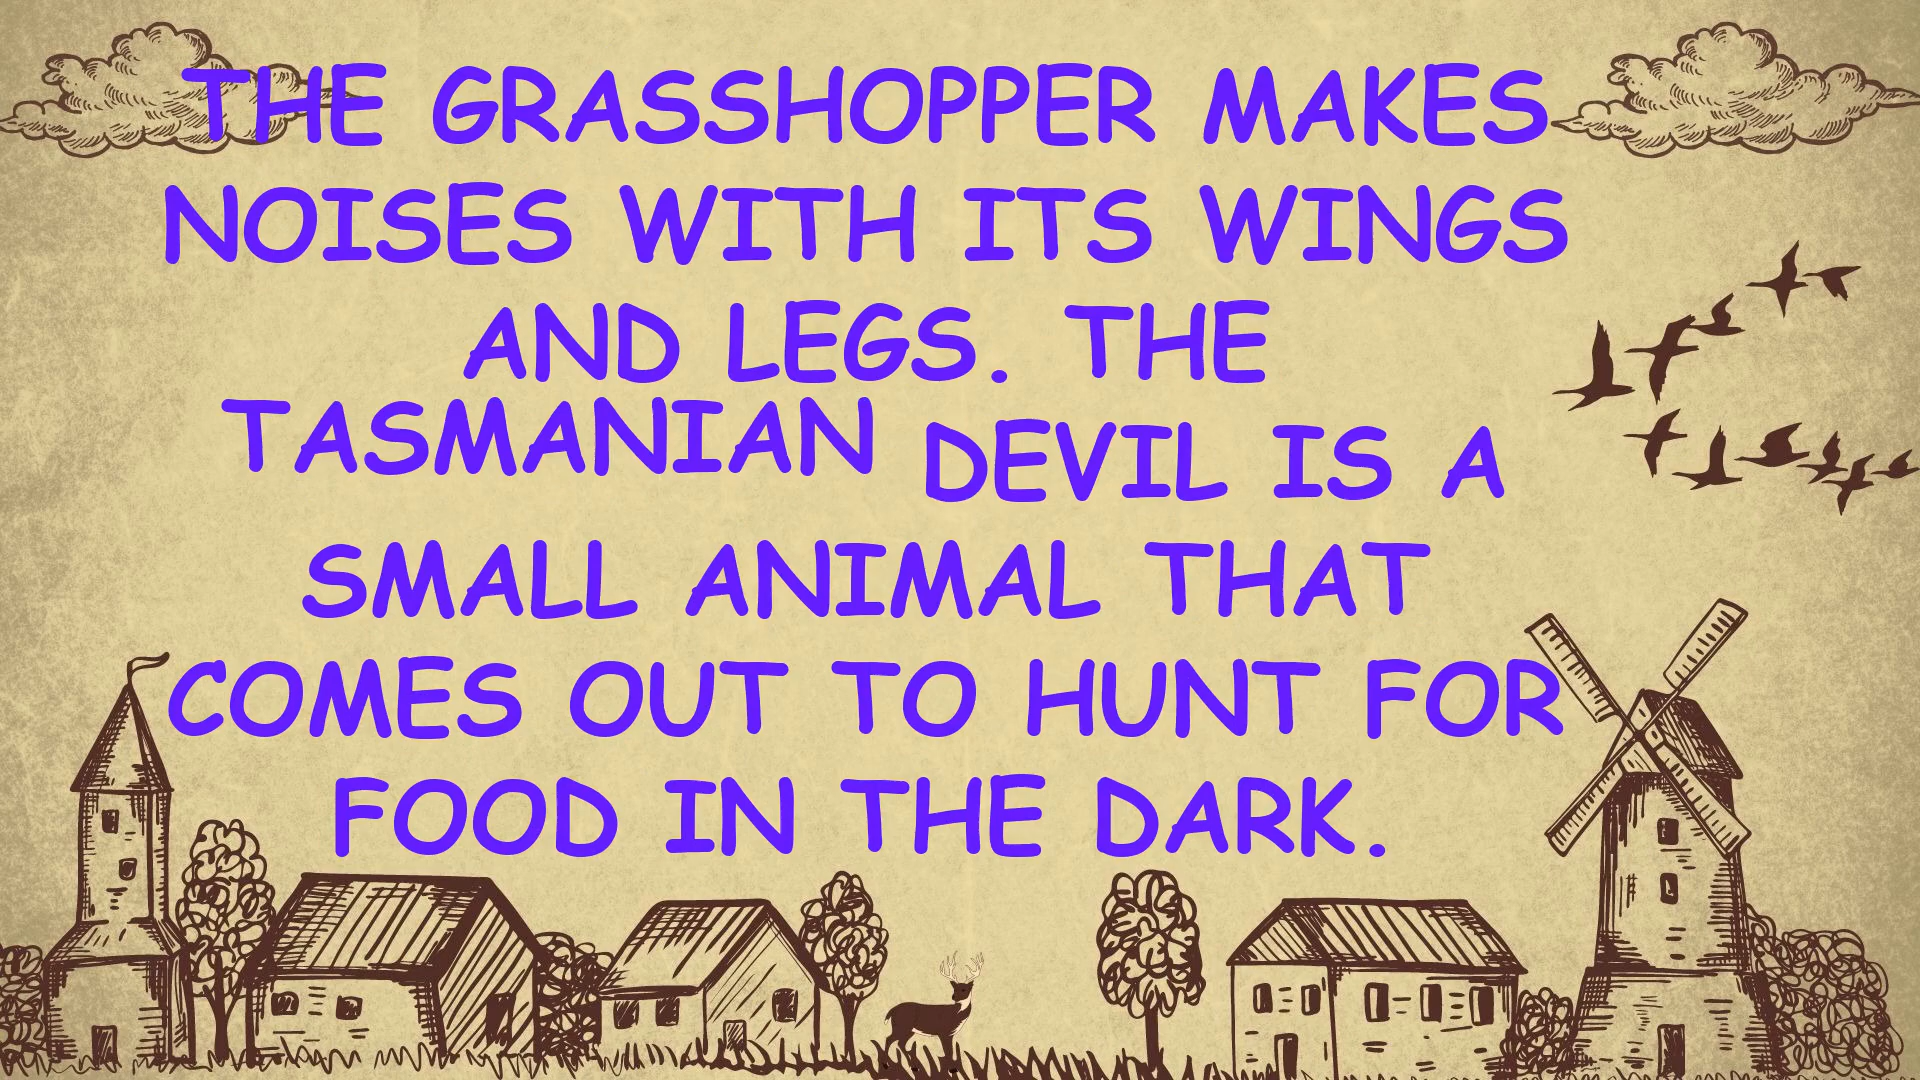 THE GRASSHOPPER MAKES
NOISES WITH ITS WINGS
AND LEGS. THE
TASMANIAN DEVIL IS A
SMALL ANIMAL THAT
COMES OUT TO HUNT FOR
FOOD IN THE DARK.